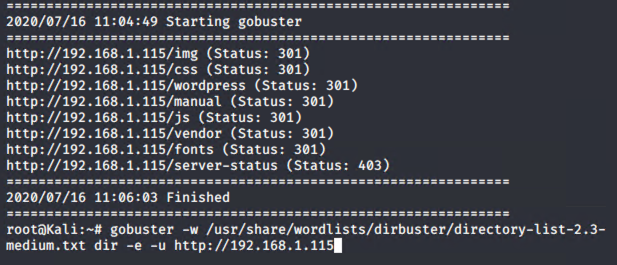 ===============================================================
2020/07/16 11:04:49 Starting gobuster
===============================================================
http://192.168.1.115/img (Status: 301)
http://192.168.1.115/css (Status: 301)
http://192.168.1.115/wordpress (Status: 301)
http://192.168.1.115/manual (Status: 301)
http://192.168.1.115/js (Status: 301)
http://192.168.1.115/vendor (Status: 301)
http://192.168.1.115/fonts (Status: 301)
http://192.168.1.115/server-status (Status: 403)
===============================================================
2020/07/16 11:06:03 Finished
===============================================================
root@Kali:~# gobuster -w /usr/share/wordlists/dirbuster/directory-list-2.3-
medium.txt dir -e -u http://192.168.1.115